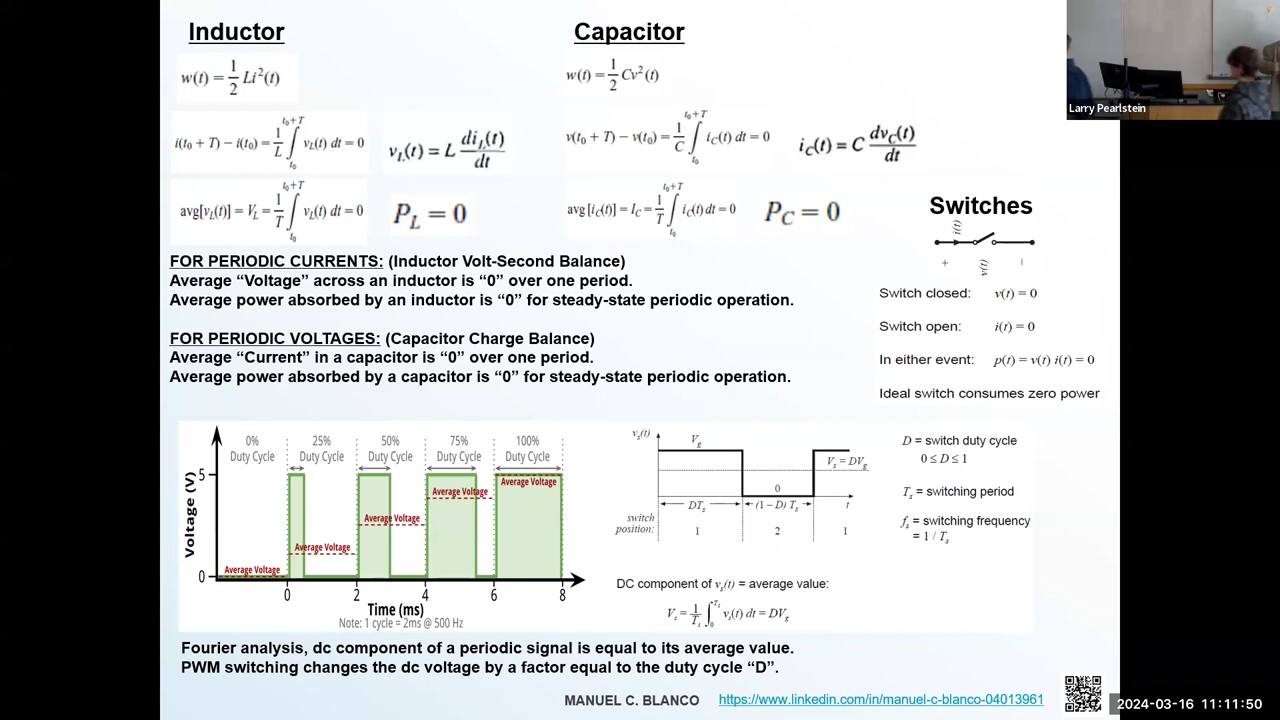 Inductor
w(t) = 1/2 Li²(t)
i(t₀ + T) − i(t₀) = 1/L ∫ t₀ t₀+T v_L(t) dt = 0
v_L(t) = L di_L(t)/dt
avg[v_L(t)] = V_L = 1/T ∫ t₀ t₀+T v_L(t) dt = 0
P_L = 0
Capacitor
w(t) = 1/2 Cv²(t)
v(t₀ + T) − v(t₀) = 1/C ∫ t₀ t₀+T i_C(t) dt = 0
i_C(t) = C dv_C(t)/dt
avg [i_C(t)] = I_C = 1/T ∫ t₀ t₀+T i_C(t) dt = 0
P_C = 0
Larry Pearlstein
FOR PERIODIC CURRENTS: (Inductor Volt-Second Balance)
Average “Voltage” across an inductor is “0” over one period.
Average power absorbed by an inductor is “0” for steady-state periodic operation.
FOR PERIODIC VOLTAGES: (Capacitor Charge Balance)
Average “Current” in a capacitor is “0” over one period.
Average power absorbed by a capacitor is “0” for steady-state periodic operation.
Switches
i(t)
+ v(t) −
Switch closed: v(t) = 0
Switch open: i(t) = 0
In either event: p(t) = v(t) i(t) = 0
Ideal switch consumes zero power
0% 25% 50% 75% 100%
Duty Cycle Duty Cycle Duty Cycle Duty Cycle Duty Cycle
Voltage (V)
5
0
Average Voltage
Average Voltage
Average Voltage
Average Voltage
Average Voltage
0 2 4 6 8
Time (ms)
Note: 1 cycle = 2ms @ 500 Hz
v_s(t)
V_g
V_s = DV_g
0
DT_s (1 − D) T_s t
switch
position: 1 2 1
DC component of v_s(t) = average value:
V_s = 1/T_s ∫ 0 T_s v_s(t) dt = DV_g
D = switch duty cycle
0 ≤ D ≤ 1
T_s = switching period
f_s = switching frequency
= 1 / T_s
Fourier analysis, dc component of a periodic signal is equal to its average value.
PWM switching changes the dc voltage by a factor equal to the duty cycle “D”.
MANUEL C. BLANCO https://www.linkedin.com/in/manuel-c-blanco-04013961
2024-03-16 11:11:50